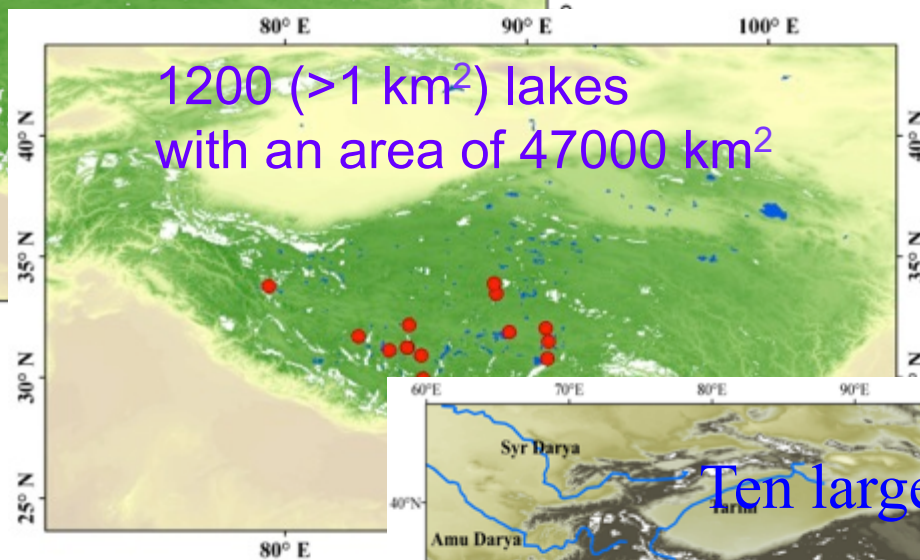 80° E 90° E 100° E
1200 (>1 km²) lakes
with an area of 47000 km²
40° N
35° N
30° N
25° N
80° E
60°E 70°E 80°E 90°E
Syr Darya
Ten large
Tarim
40°N
Amu Darya